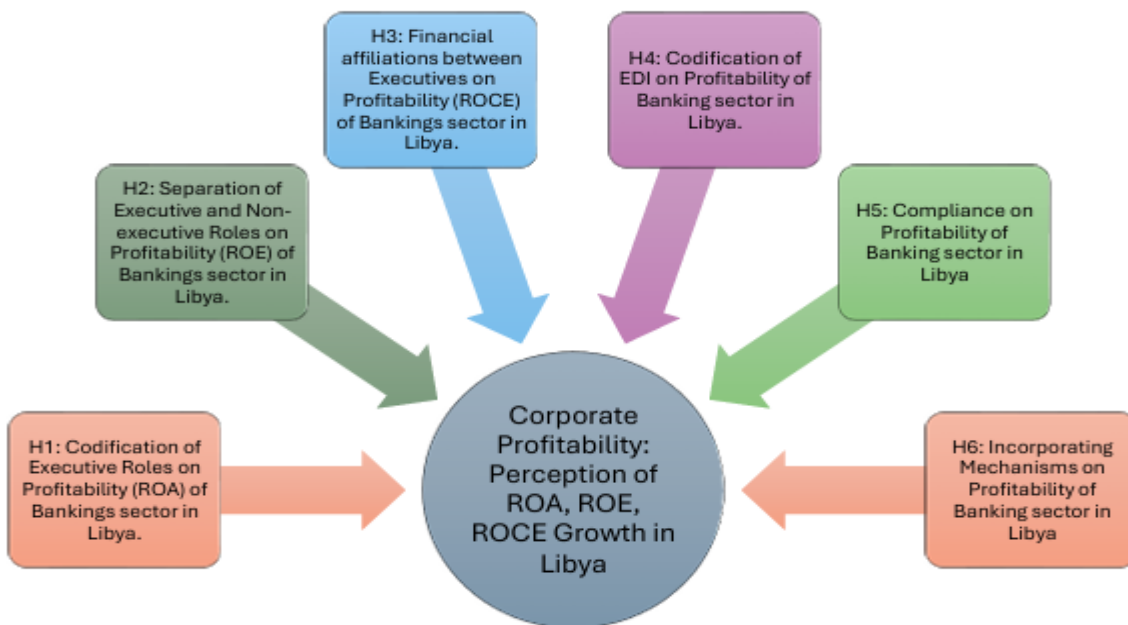 H3: Financial
affiliations between
Executives on
Profitability (ROCE)
of Bankings sector in
Libya.
H4: Codification of
EDI on Profitability of
Banking sector in
Libya.
H2: Separation of
Executive and Non-
executive Roles on
Profitability (ROE) of
Bankings sector in
Libya.
H5: Compliance on
Profitability of
Banking sector in
Libya
H1: Codification of
Executive Roles on
Profitability (ROA) of
Bankings sector in
Libya.
Corporate
Profitability:
Perception of
ROA, ROE,
ROCE Growth in
Libya
H6: Incorporating
Mechanisms on
Profitability of
Banking sector in
Libya